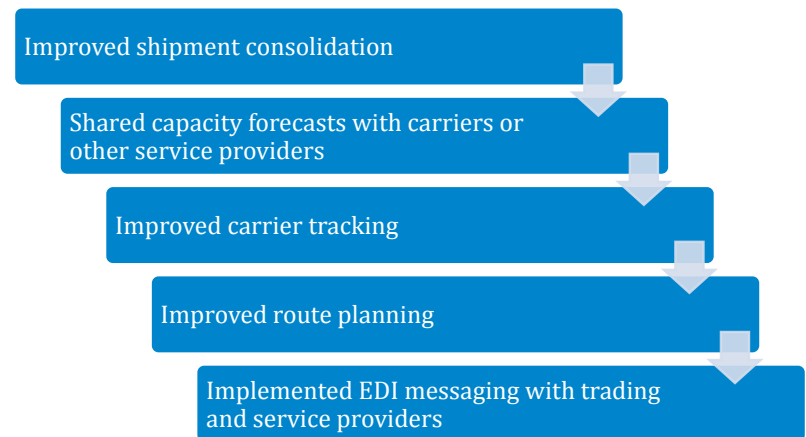 Improved shipment consolidation
Shared capacity forecasts with carriers or
other service providers
Improved carrier tracking
Improved route planning
Implemented EDI messaging with trading
and service providers